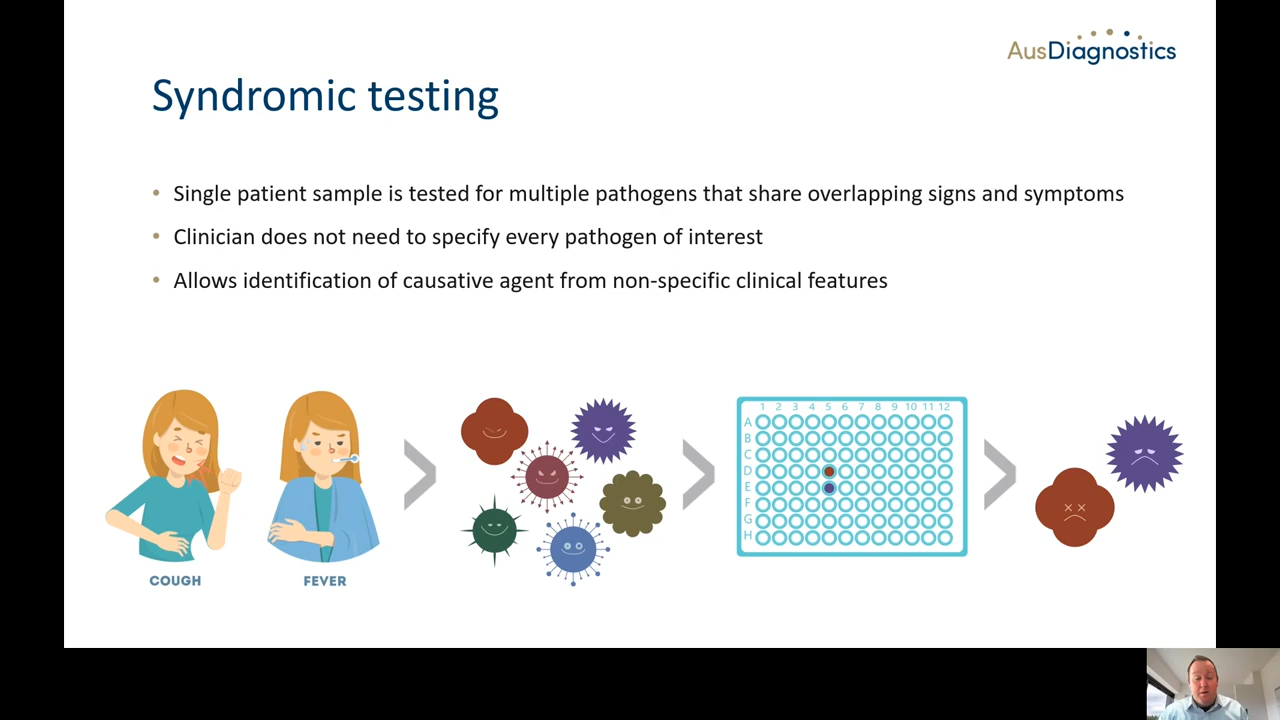 AusDiagnostics
Syndromic testing
• Single patient sample is tested for multiple pathogens that share overlapping signs and symptoms
• Clinician does not need to specify every pathogen of interest
• Allows identification of causative agent from non-specific clinical features
1 2 3 4 5 6 7 8 9 10 11 12
A
B
C
D
E
F
G
H
COUGH
FEVER